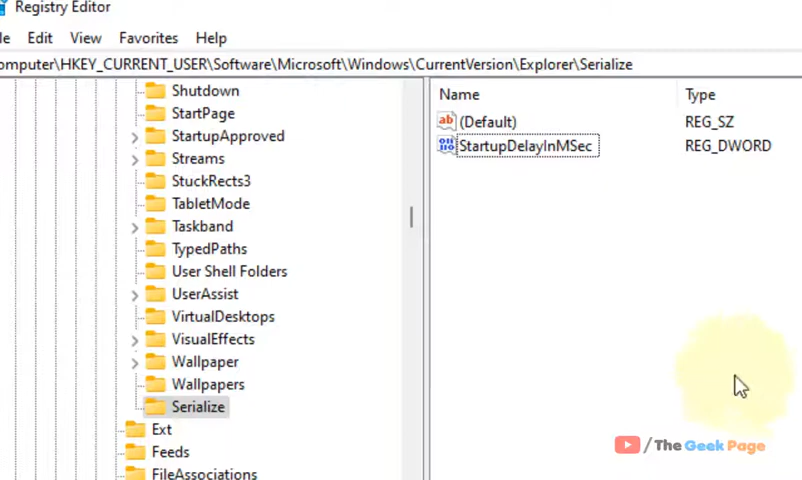 Registry Editor
le Edit View Favorites Help
omputer\HKEY_CURRENT_USER\Software\Microsoft\Windows\CurrentVersion\Explorer\Serialize
Shutdown
StartPage
StartupApproved
Streams
StuckRects3
TabletMode
Taskband
TypedPaths
User Shell Folders
UserAssist
VirtualDesktops
VisualEffects
Wallpaper
Wallpapers
Serialize
Ext
Feeds
FileAssociations
Name Type
ab (Default) REG_SZ
StartupDelayInMSec REG_DWORD
/ The Geek Page